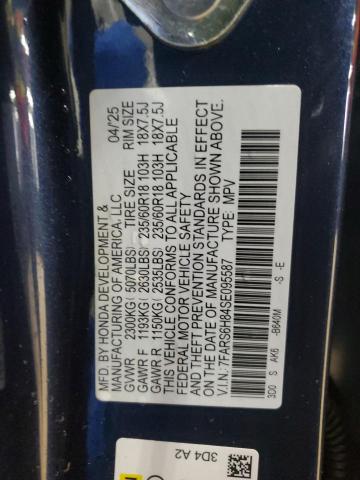 MFD. BY HONDA DEVELOPMENT & 04/25
MANUFACTURING OF AMERICA, LLC
GVWR 2300KG (5070LBS) TIRE SIZE RIM SIZE
GAWR F 1193KG (2630LBS) 235/60R18 103H 18X7.5J
GAWR R 1150KG (2535LBS) 235/60R18 103H 18X7.5J
THIS VEHICLE CONFORMS TO ALL APPLICABLE
FEDERAL MOTOR VEHICLE SAFETY
AND THEFT PREVENTION STANDARDS IN EFFECT
ON THE DATE OF MANUFACTURE SHOWN ABOVE.
V.I.N.: 7FARS6H84SE095587 TYPE: MPV
3D0 S AK6 -B640M -S -E
3D4 A2